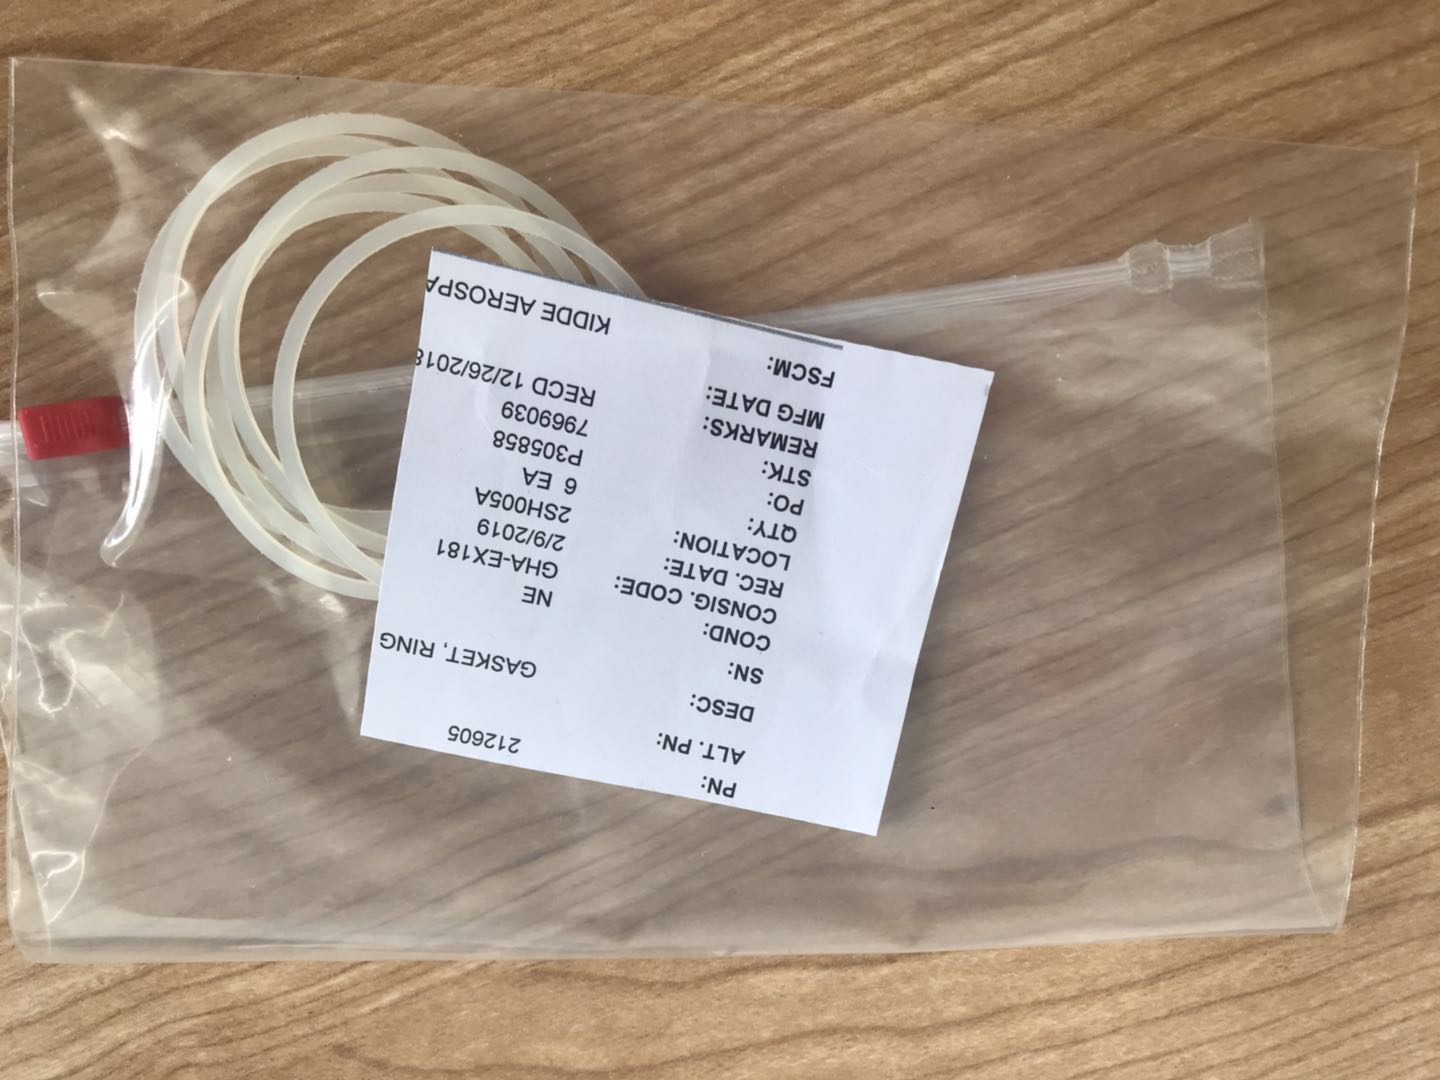 PN: 212605
ALT. PN:
DESC: GASKET, RING
SN:
COND: NE
CONSIG. CODE: GHA-EX181
REC. DATE: 2/9/2019
LOCATION: 2SH005A
QTY: 6 EA
PO: P305858
STK: 7969039
REMARKS: RECD 12/26/2018
MFG DATE:
FSCM: KIDDE AEROSPA